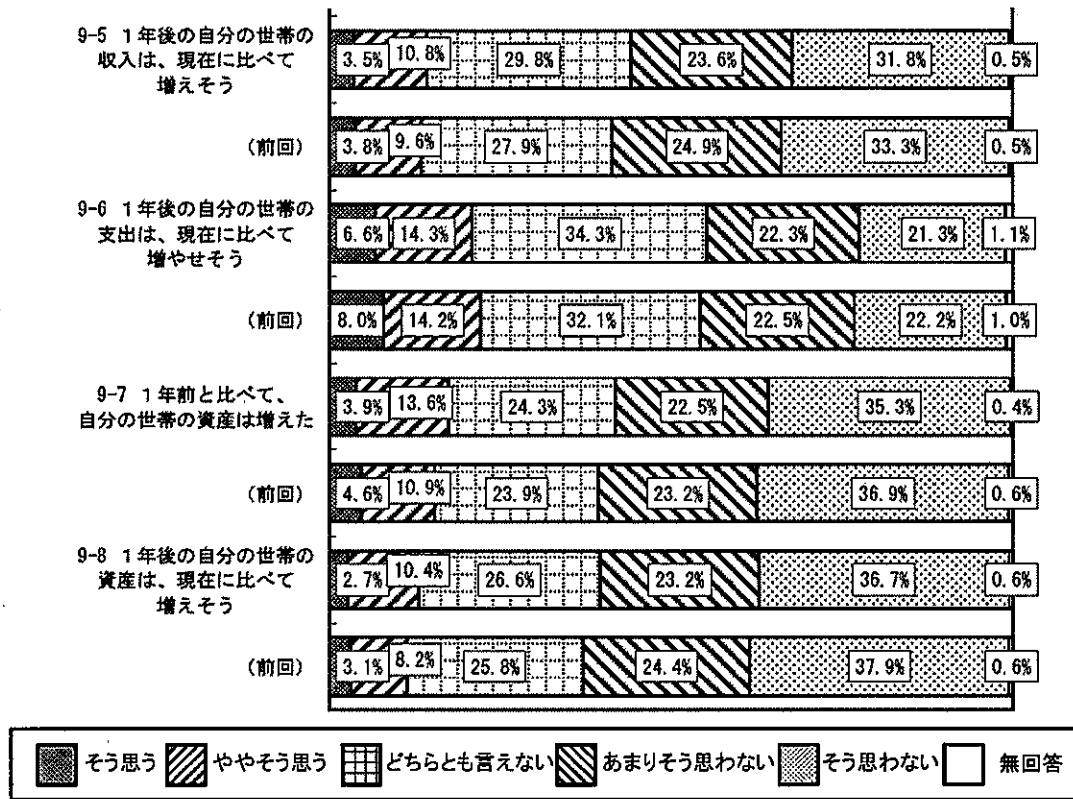 9-5 1年後の自分の世帯の
収入は、現在に比べて
増えそう
3.5% 10.8% 29.8% 23.6% 31.8% 0.5%
(前回)
3.8% 9.6% 27.9% 24.9% 33.3% 0.5%
9-6 1年後の自分の世帯の
支出は、現在に比べて
増やせそう
6.6% 14.3% 34.3% 22.3% 21.3% 1.1%
(前回)
8.0% 14.2% 32.1% 22.5% 22.2% 1.0%
9-7 1年前と比べて、
自分の世帯の資産は増えた
3.9% 13.6% 24.3% 22.5% 35.3% 0.4%
(前回)
4.6% 10.9% 23.9% 23.2% 36.9% 0.6%
9-8 1年後の自分の世帯の
資産は、現在に比べて
増えそう
2.7% 10.4% 26.6% 23.2% 36.7% 0.6%
(前回)
3.1% 8.2% 25.8% 24.4% 37.9% 0.6%
そう思う ややそう思う どちらとも言えない あまりそう思わない そう思わない 無回答